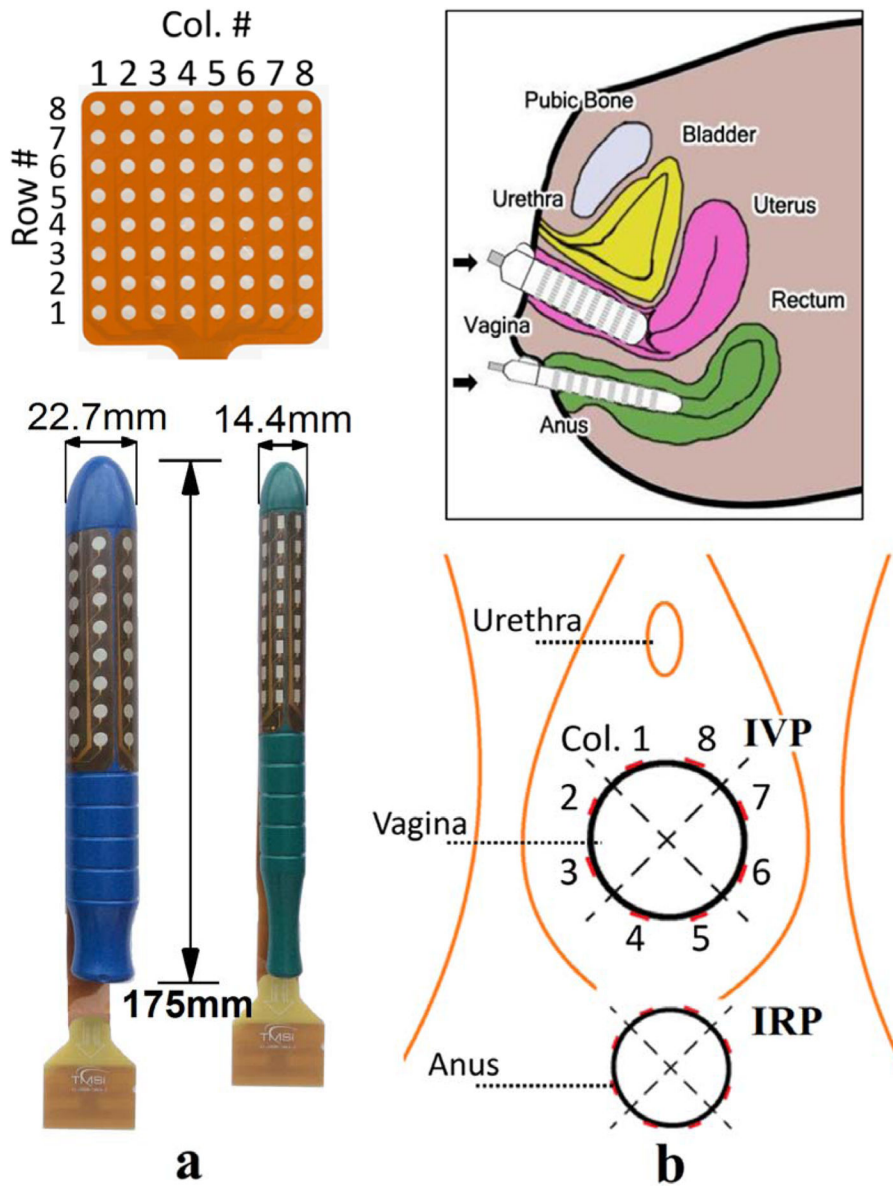 Col. #
1 2 3 4 5 6 7 8
Row #
8
7
6
5
4
3
2
1
22.7mm
14.4mm
175mm
TMSi
TMSi
a
Pubic Bone
Bladder
Urethra
Uterus
Rectum
Vagina
Anus
Urethra
Col. 1
8
IVP
2
7
Vagina
3
6
4
5
IRP
Anus
b